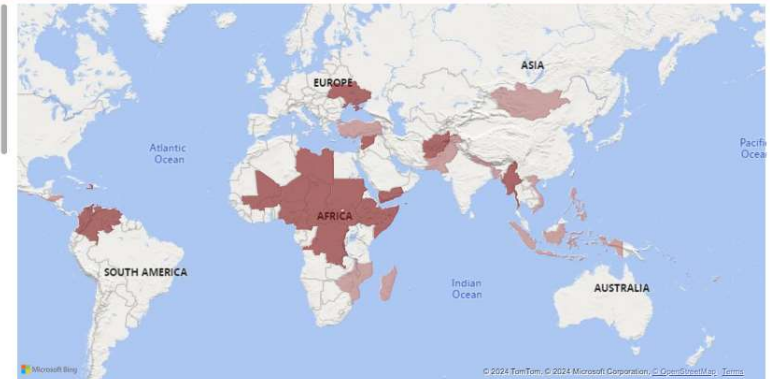 EUROPE
ASIA
Atlantic
Ocean
Pacific
Ocea
AFRICA
SOUTH AMERICA
Indian
Ocean
AUSTRALIA
Microsoft Bing
© 2024 TomTom, © 2024 Microsoft Corporation, © OpenStreetMap Terms